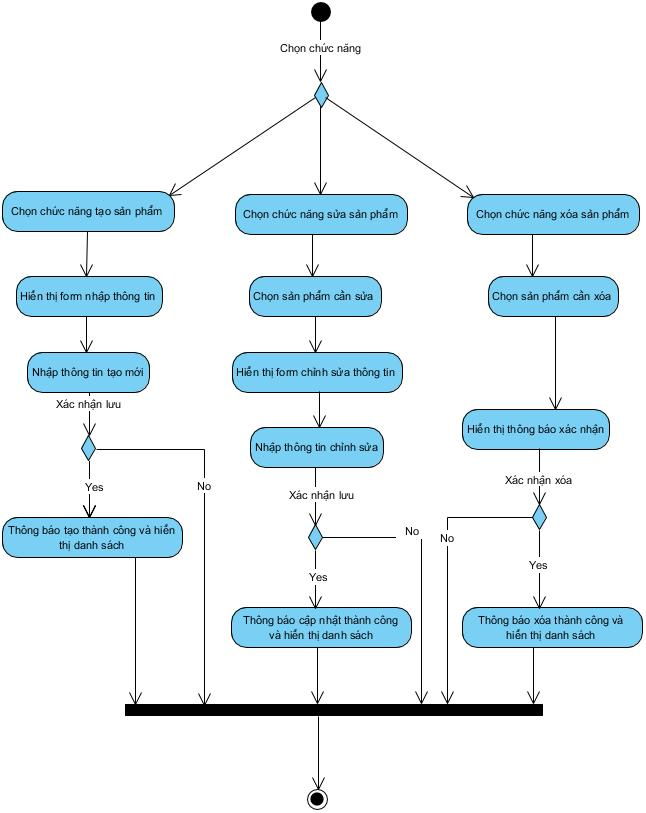 Chọn chức năng
Chọn chức năng tạo sản phẩm
Chọn chức năng sửa sản phẩm
Chọn chức năng xóa sản phẩm
Hiển thị form nhập thông tin
Chọn sản phẩm cần sửa
Chọn sản phẩm cần xóa
Nhập thông tin tạo mới
Hiển thị form chỉnh sửa thông tin
Xác nhận lưu
Hiển thị thông báo xác nhận
Nhập thông tin chỉnh sửa
Xác nhận xóa
Yes
No
Xác nhận lưu
Thông báo tạo thành công và hiển
thị danh sách
No
No
Yes
Yes
Thông báo cập nhật thành công
và hiển thị danh sách
Thông báo xóa thành công và
hiển thị danh sách